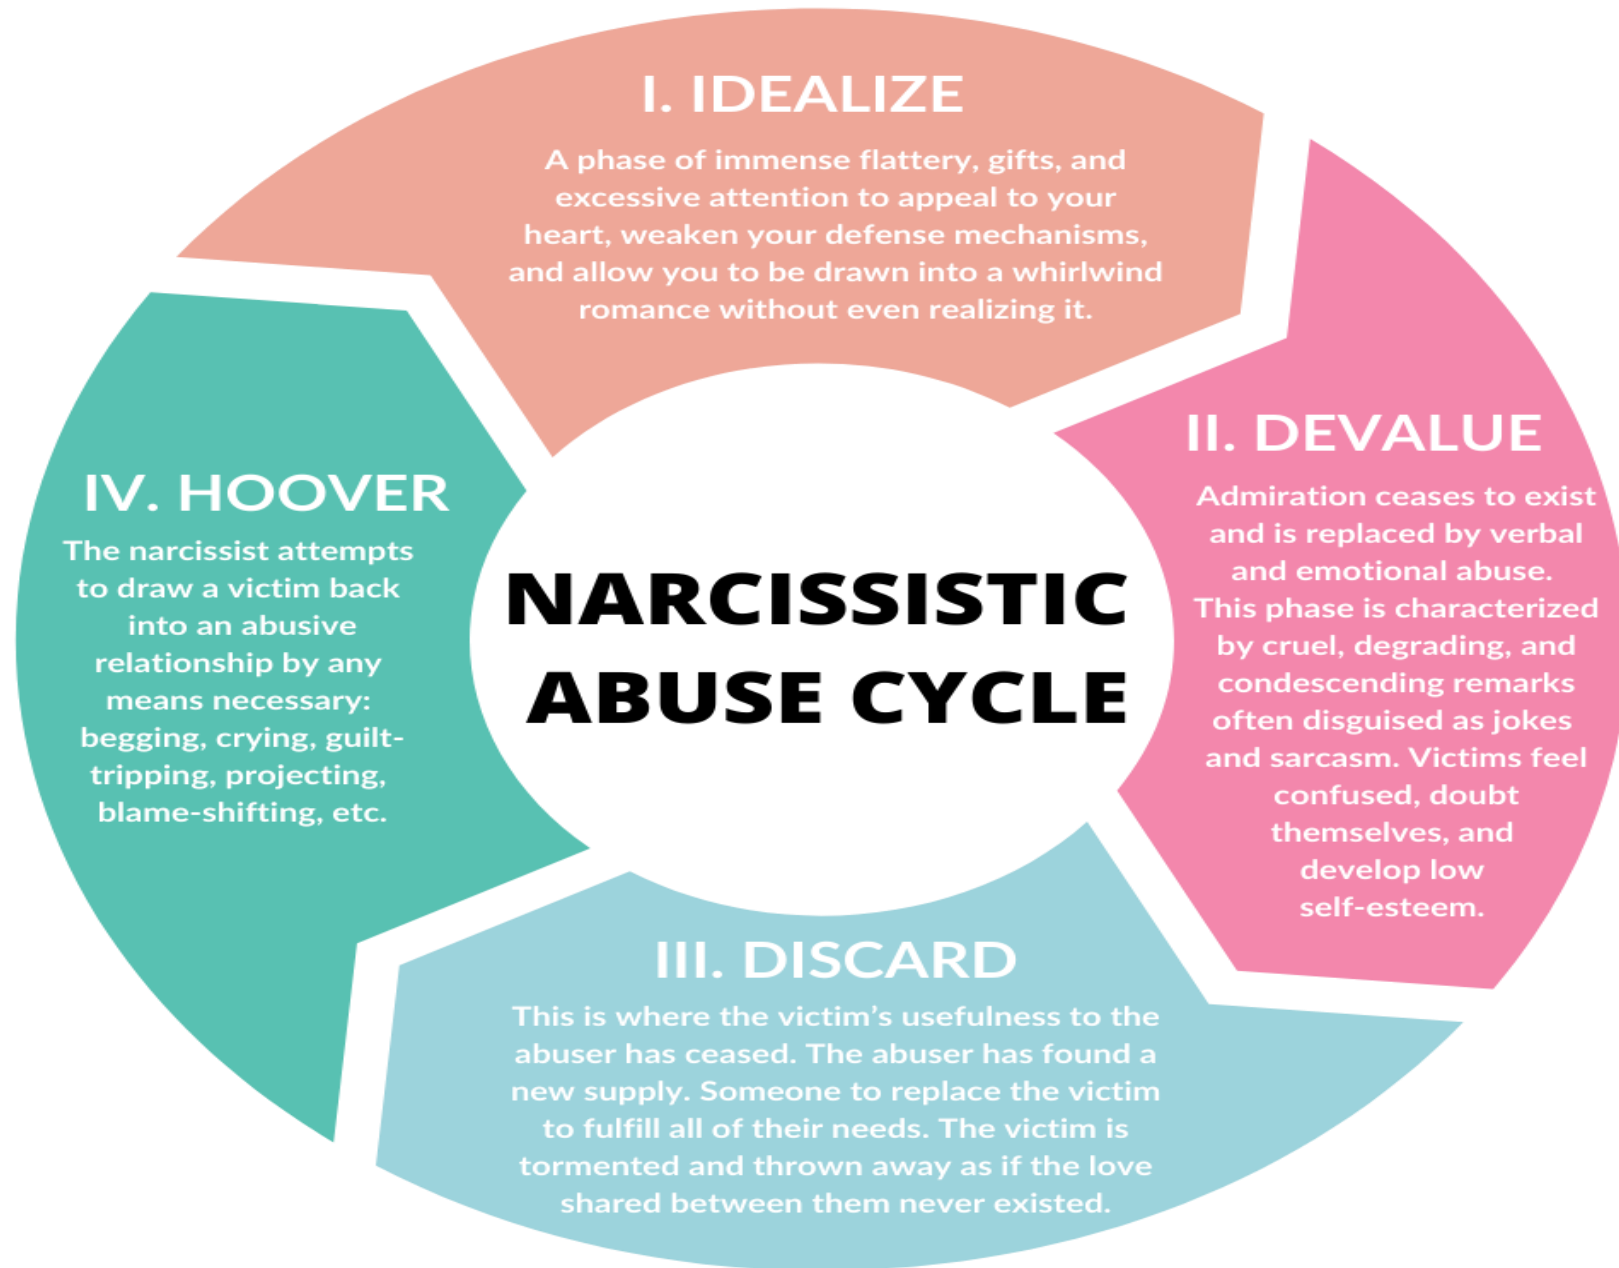 I. IDEALIZE
A phase of immense flattery, gifts, and
excessive attention to appeal to your
heart, weaken your defense mechanisms,
and allow you to be drawn into a whirlwind
romance without even realizing it.
II. DEVALUE
Admiration ceases to exist
and is replaced by verbal
and emotional abuse.
This phase is characterized
by cruel, degrading, and
condescending remarks
often disguised as jokes
and sarcasm. Victims feel
confused, doubt
themselves, and
develop low
self-esteem.
III. DISCARD
This is where the victim’s usefulness to the
abuser has ceased. The abuser has found a
new supply. Someone to replace the victim
to fulfill all of their needs. The victim is
tormented and thrown away as if the love
shared between them never existed.
IV. HOOVER
The narcissist attempts
to draw a victim back
into an abusive
relationship by any
means necessary:
begging, crying, guilt-
tripping, projecting,
blame-shifting, etc.
NARCISSISTIC
ABUSE CYCLE